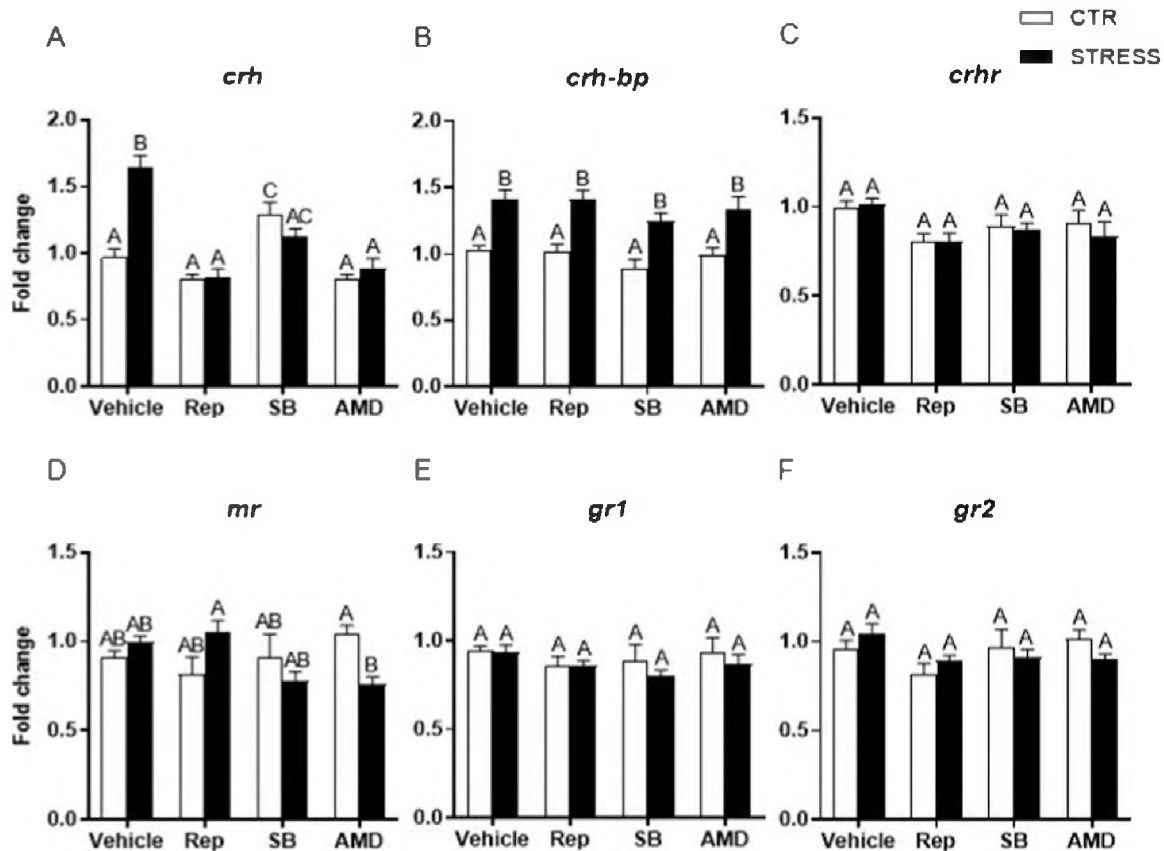 CTR
STRESS
A
crh
B
crh-bp
C
crhr
Fold change
2.0
1.5
1.0
0.5
0.0
A B A A C AC A A
Vehicle Rep SB AMD
2.0
1.5
1.0
0.5
0.0
A B A B A B A B
Vehicle Rep SB AMD
1.5
1.0
0.5
0.0
A A A A A A A A
Vehicle Rep SB AMD
D
mr
E
gr1
F
gr2
Fold change
1.5
1.0
0.5
0.0
AB AB AB A AB AB A B
Vehicle Rep SB AMD
1.5
1.0
0.5
0.0
A A A A A A A A
Vehicle Rep SB AMD
1.5
1.0
0.5
0.0
A A A A A A A A
Vehicle Rep SB AMD